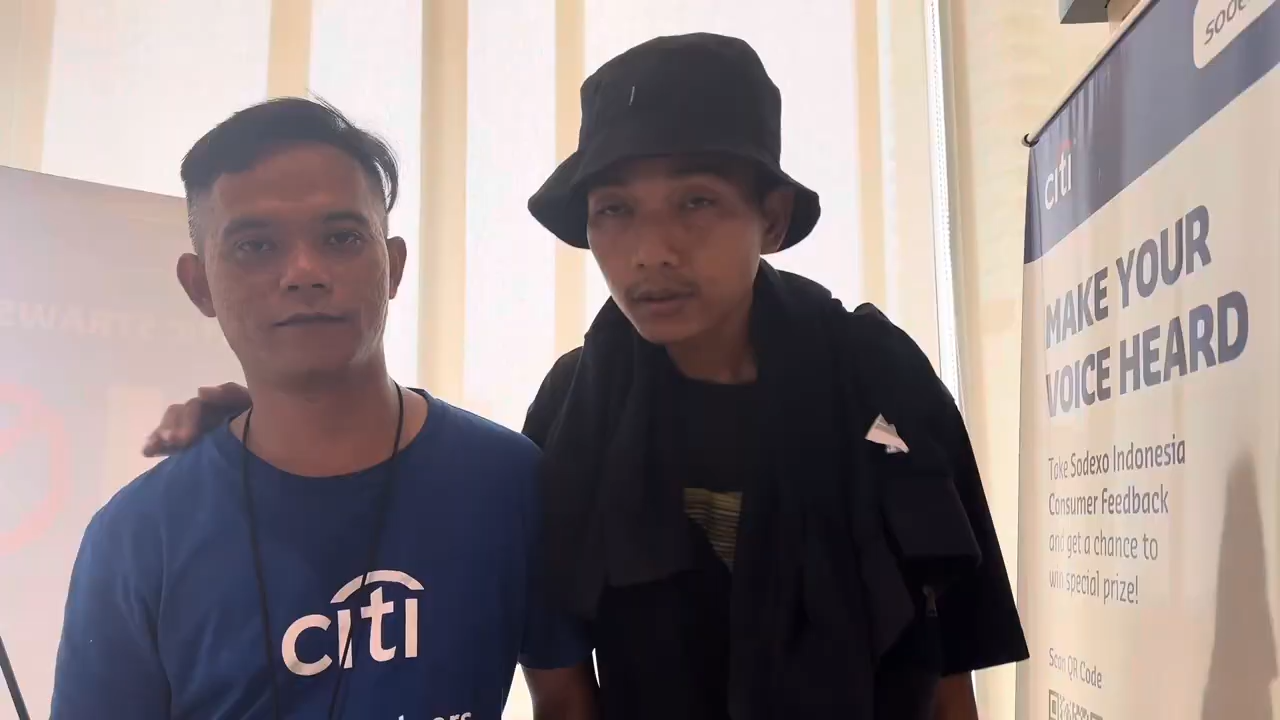 citi
citi
MAKE YOUR
VOICE HEARD
Take Sodexo Indonesia
Consumer Feedback
and get a chance to
win special prize!
Scan QR Code